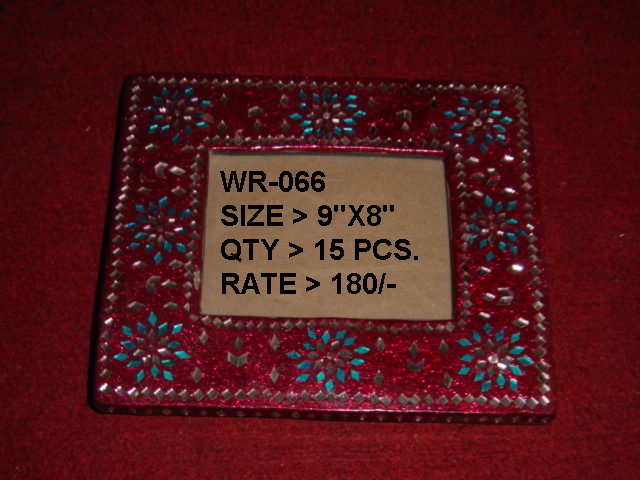 WR-066
SIZE > 9"X8"
QTY > 15 PCS.
RATE > 180/-